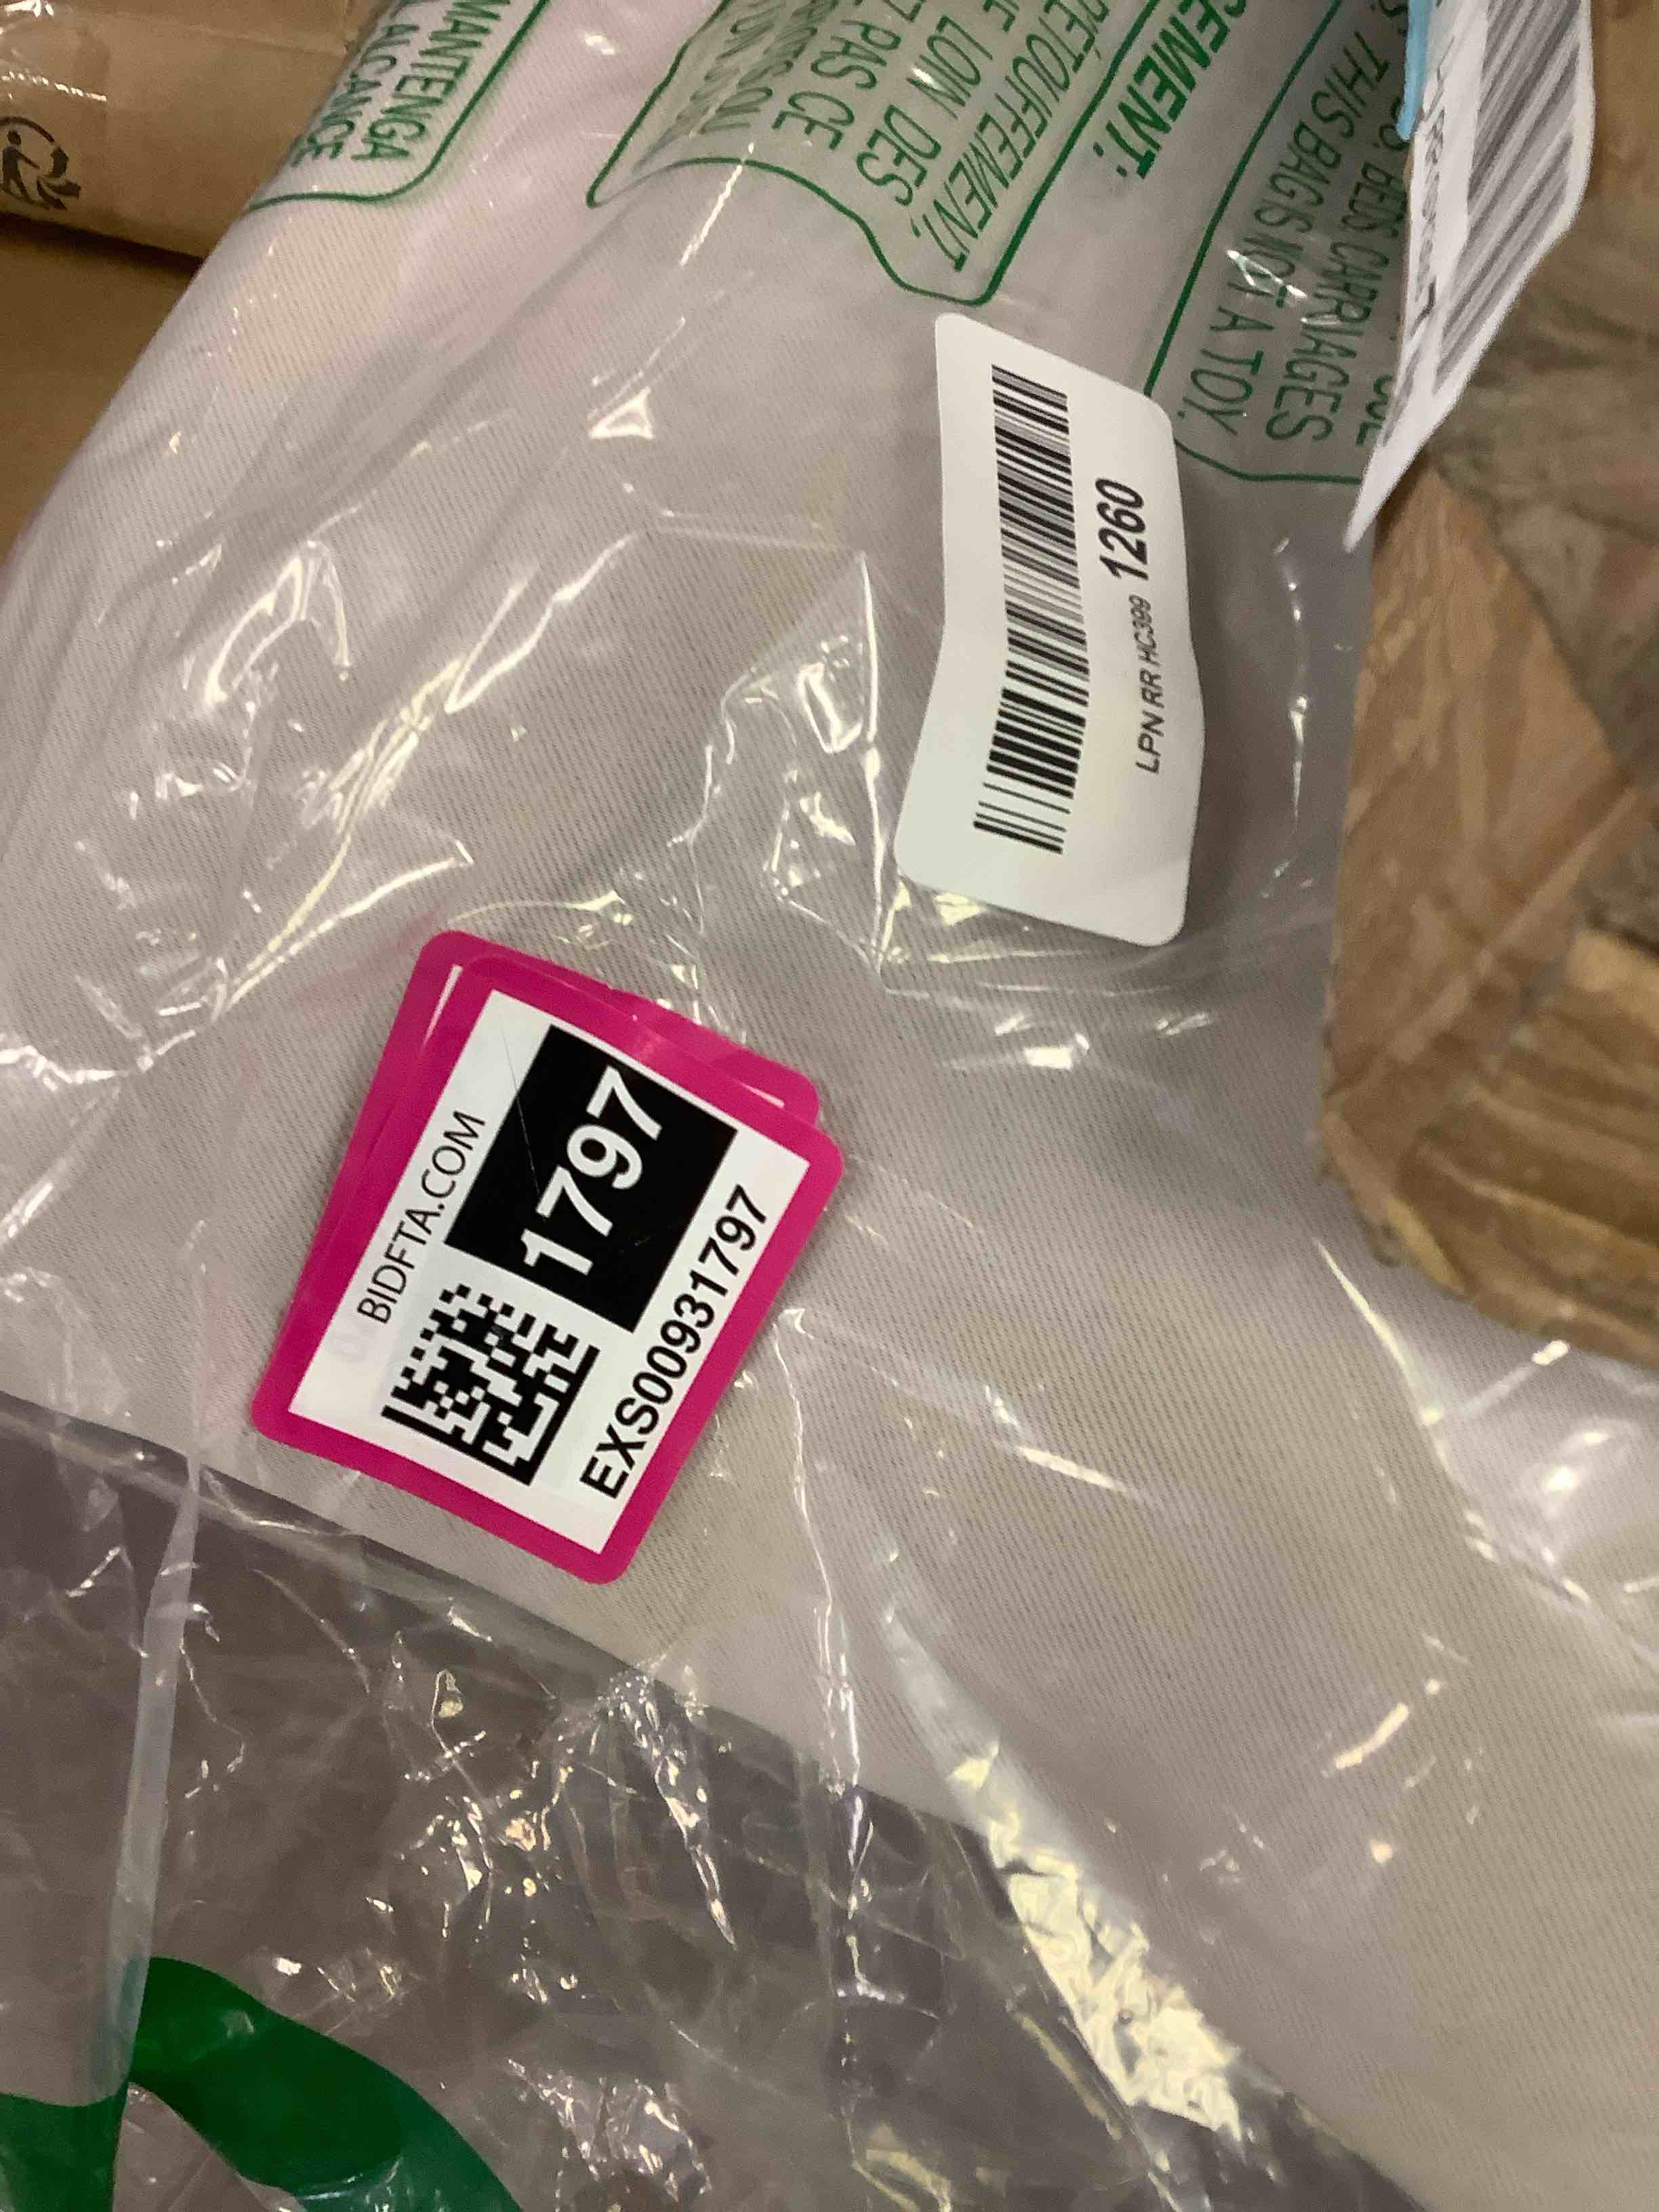 MANTENGA
ALCANCE
PAS CE
LOIN DES
ÉTOUFFEMENT,
CEMENT.
BEDS, CARRIAGES
THIS BAG IS NOT A TOY.
LPN RR HC399 1260
BIDFTA.COM
1797
EXS00931797